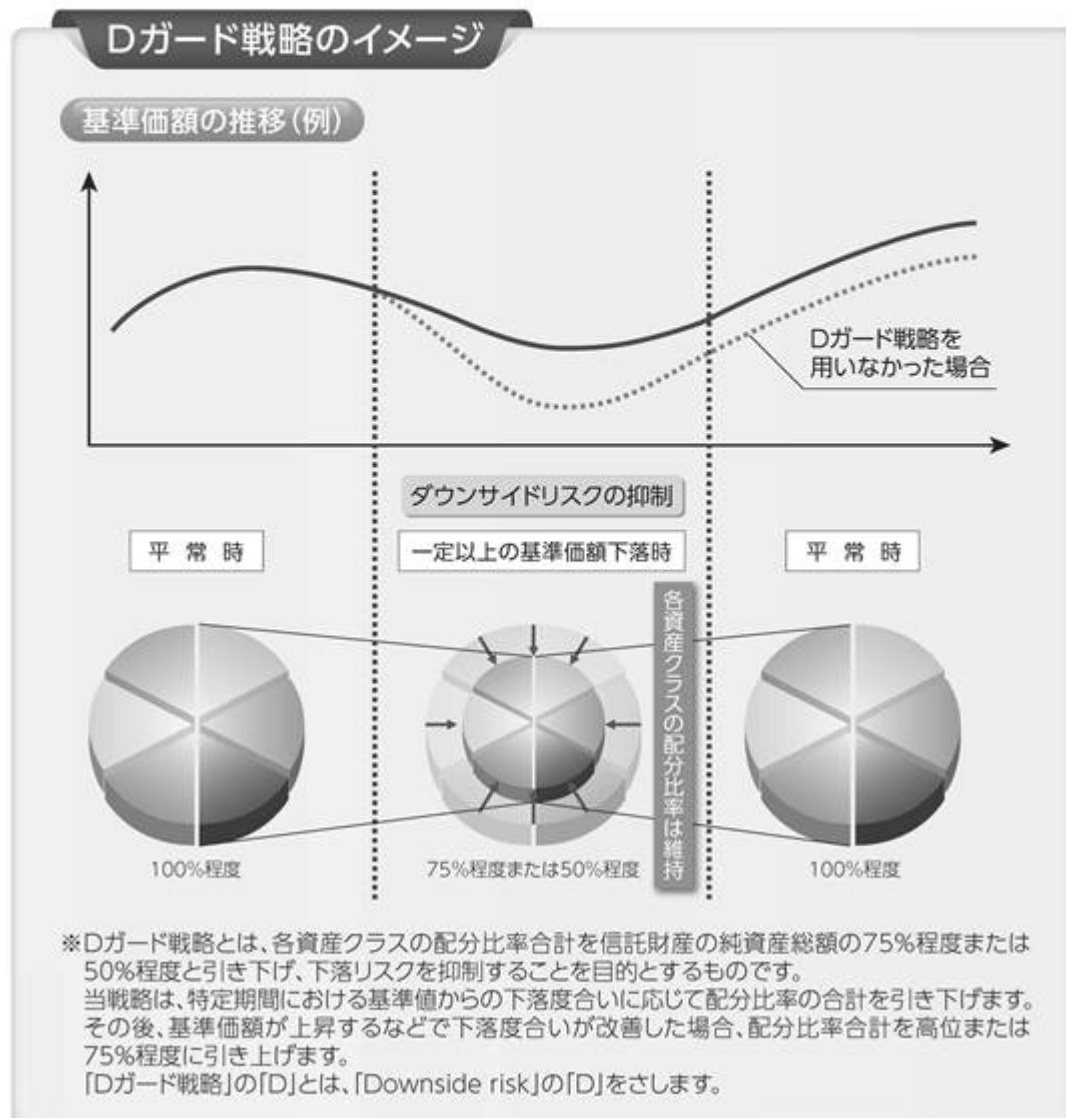 Dガード戦略のイメージ
基準価額の推移(例)
Dガード戦略を
用いなかった場合
ダウンサイドリスクの抑制
平常時
一定以上の基準価額下落時
平常時
各資産クラスの配分比率は維持
100%程度
75%程度または50%程度
100%程度
※Dガード戦略とは、各資産クラスの配分比率合計を信託財産の純資産総額の75%程度または
50%程度と引き下げ、下落リスクを抑制することを目的とするものです。
当戦略は、特定期間における基準値からの下落度合いに応じて配分比率の合計を引き下げます。
その後、基準価額が上昇するなどで下落度合いが改善した場合、配分比率合計を高位または
75%程度に引き上げます。
「Dガード戦略」の「D」とは、「Downside risk」の「D」をさします。